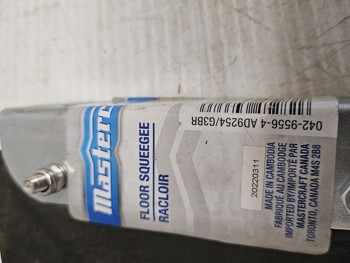 Masterc
FLOOR SQUEEGEE
RACLOIR
042-9556-4 AD9254/G3BR
20220311
MADE IN CAMBODIA
FABRIQUÉ AU CAMBODGE
IMPORTED BY/IMPORTÉ PAR
MASTERCRAFT CANADA
TORONTO, CANADA M4S 2B8